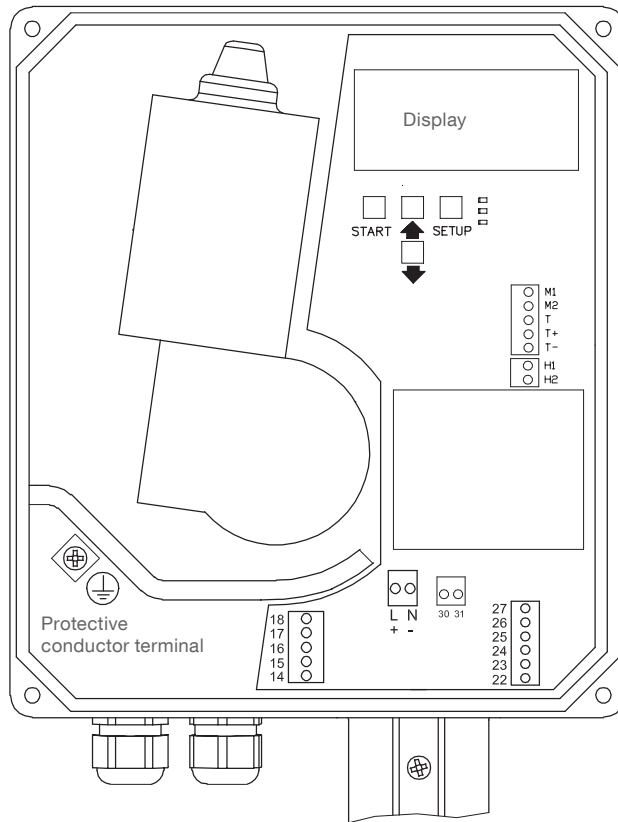 Display
START
SETUP
M1
M2
T
T+
T-
H1
H2
L N
+ -
30 31
18
17
16
15
14
27
26
25
24
23
22
Protective
conductor terminal